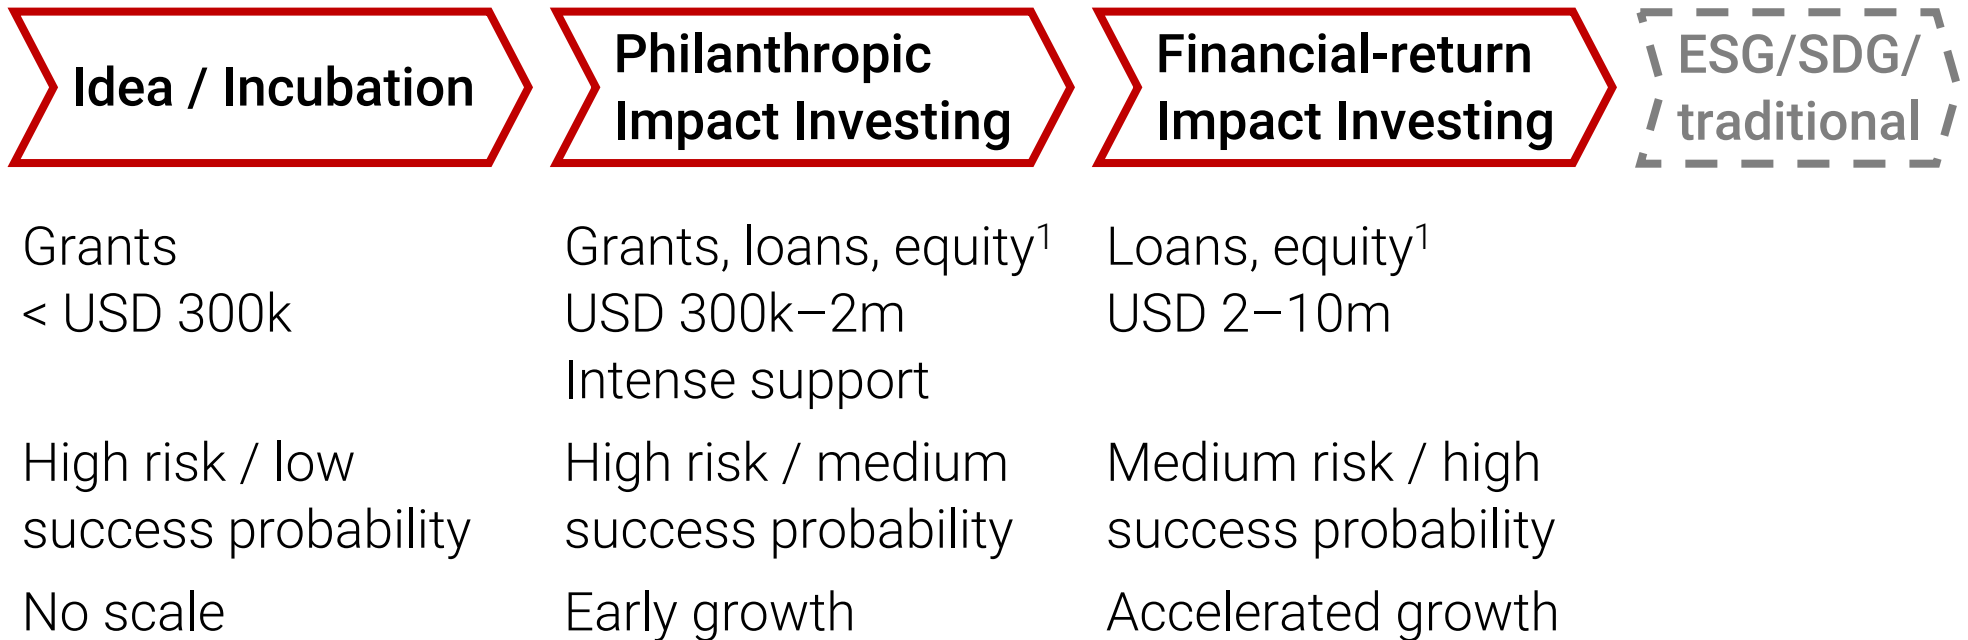 Idea / Incubation
Philanthropic
Impact Investing
Financial-return
Impact Investing
ESG/SDG/
traditional
Grants
< USD 300k
Grants, loans, equity¹
USD 300k–2m
Intense support
Loans, equity¹
USD 2–10m
High risk / low
success probability
High risk / medium
success probability
Medium risk / high
success probability
No scale
Early growth
Accelerated growth